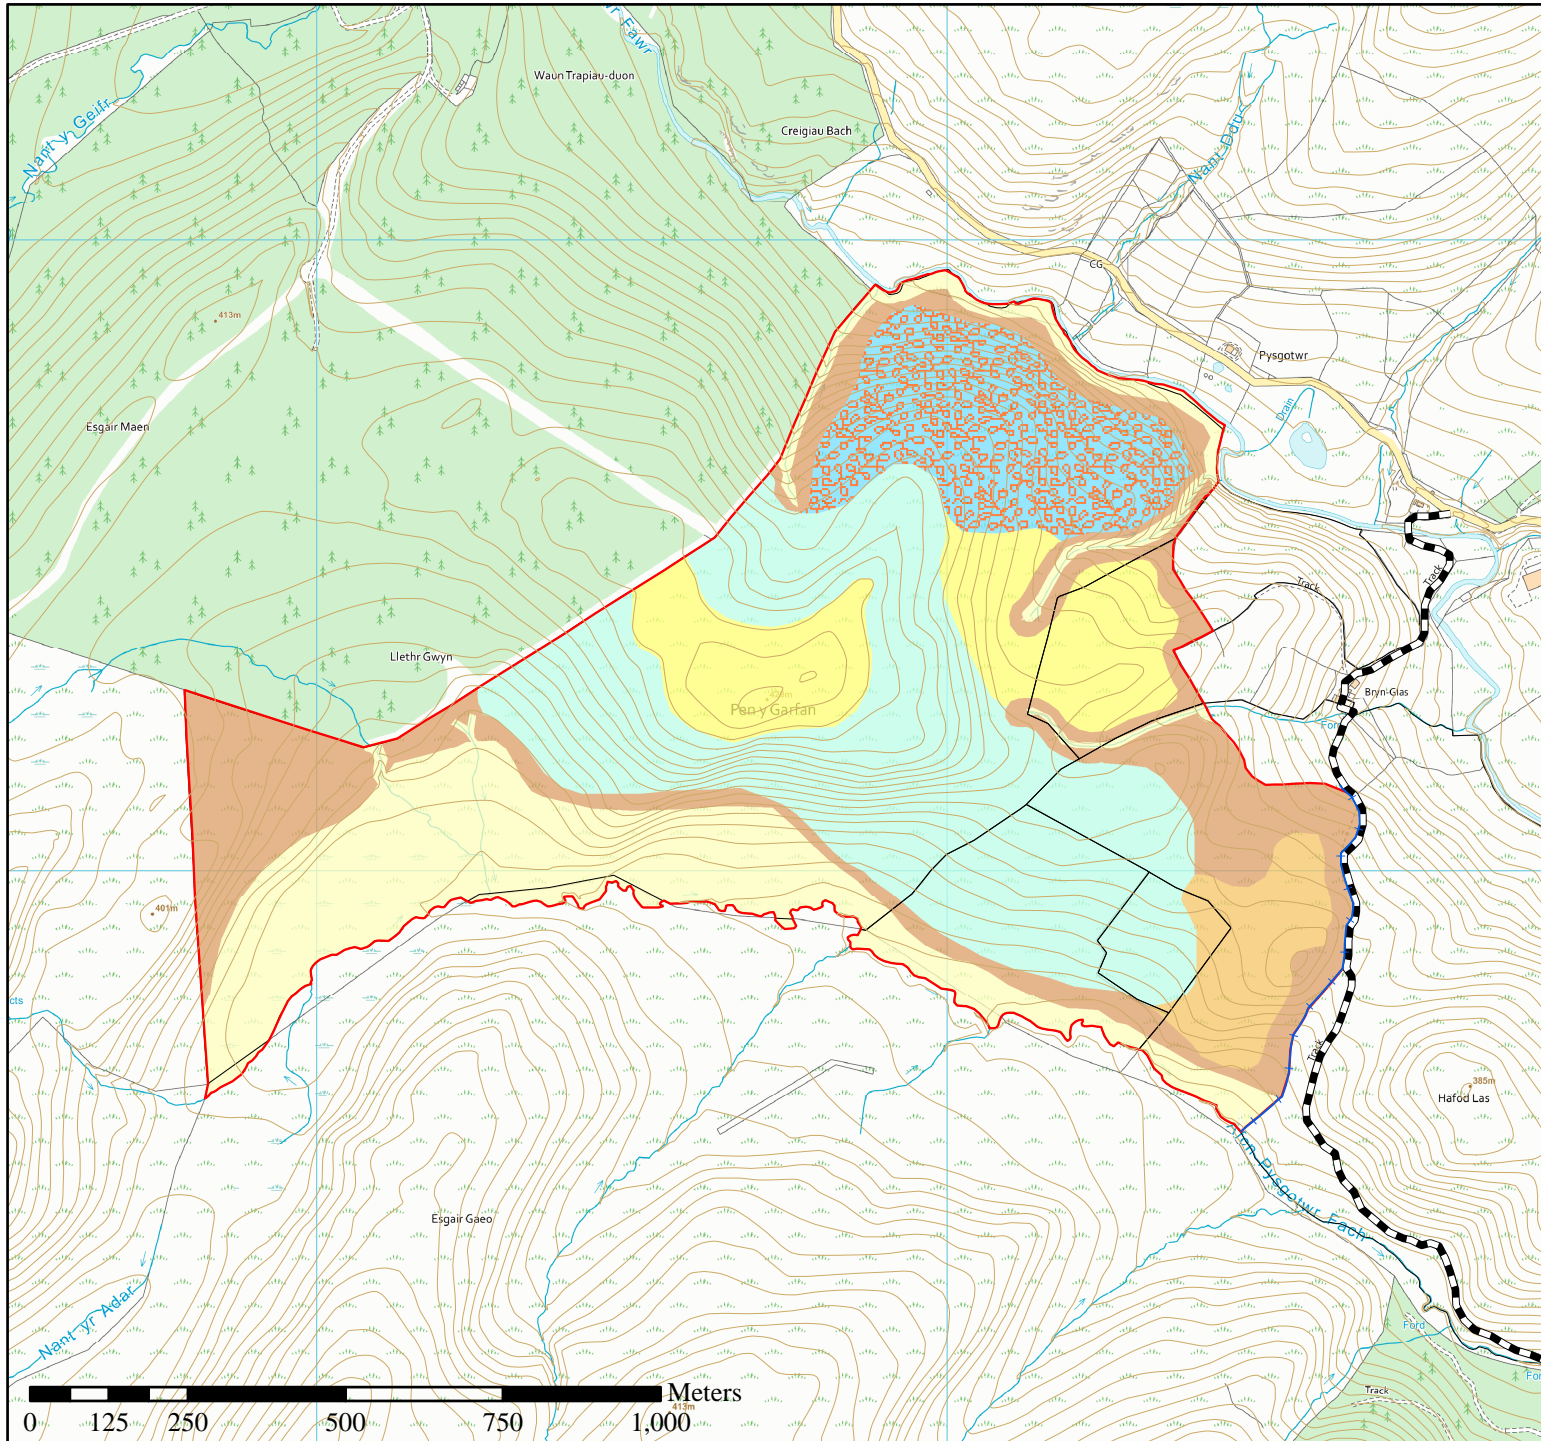 Waun Trapiau-duon
Nant y Geifr
Creigiau Bach
Nant Ddu
CG
413m
Pysgotwr
Drain
Esgair Maen
Track
Track
Llethr Gwyn
Bryn-Glas
Pen y Garfan
Ford
401m
Track
385m
Hafod Las
Pysgotwr Fach
Esgair Gaeo
Nant yr Adar
Ford
Track
Meters
0 125 250 500 750 1,000
413m